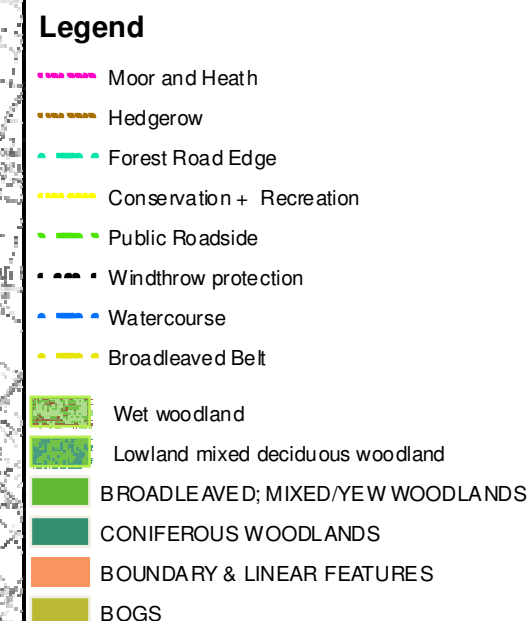 Legend
Moor and Heath
Hedgerow
Forest Road Edge
Conservation + Recreation
Public Roadside
Windthrow protection
Watercourse
Broadleaved Belt
Wet woodland
Lowland mixed deciduous woodland
BROADLEAVED; MIXED/YEW WOODLANDS
CONIFEROUS WOODLANDS
BOUNDARY & LINEAR FEATURES
BOGS